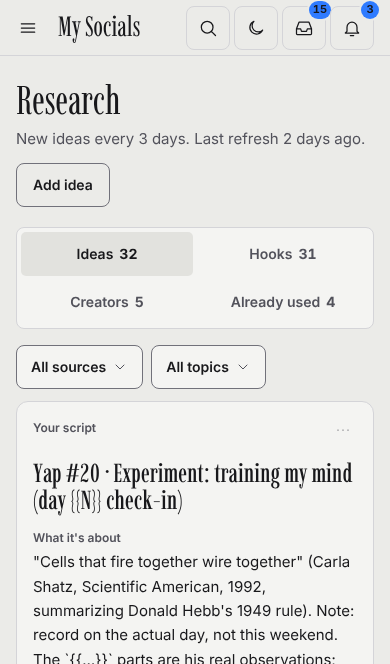 My Socials
15
3
Research
New ideas every 3 days. Last refresh 2 days ago.
Add idea
Ideas 32
Hooks 31
Creators 5
Already used 4
All sources
All topics
Your script
...
Yap #20 · Experiment: training my mind
(day {{N}} check-in)
What it's about
"Cells that fire together wire together" (Carla
Shatz, Scientific American, 1992,
summarizing Donald Hebb's 1949 rule). Note:
record on the actual day, not this weekend.
The `{{...}}` parts are his real observations: